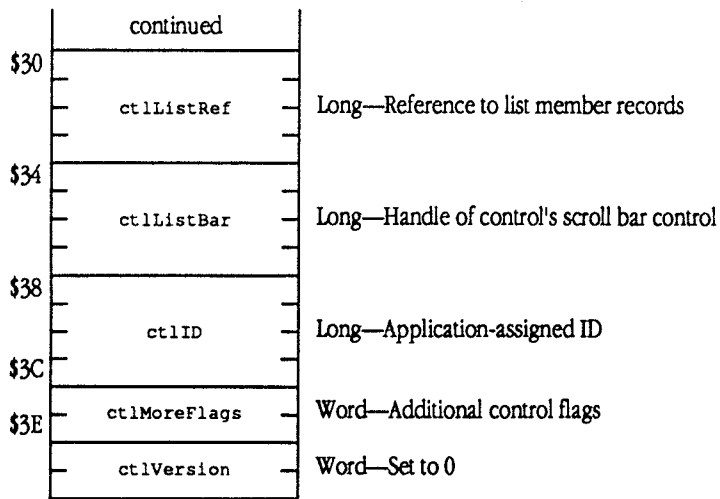 continued
$30
ctlListRef Long—Reference to list member records
$34
ctlListBar Long—Handle of control's scroll bar control
$38
ctlID Long—Application-assigned ID
$3C
ctlMoreFlags Word—Additional control flags
$3E
ctlVersion Word—Set to 0